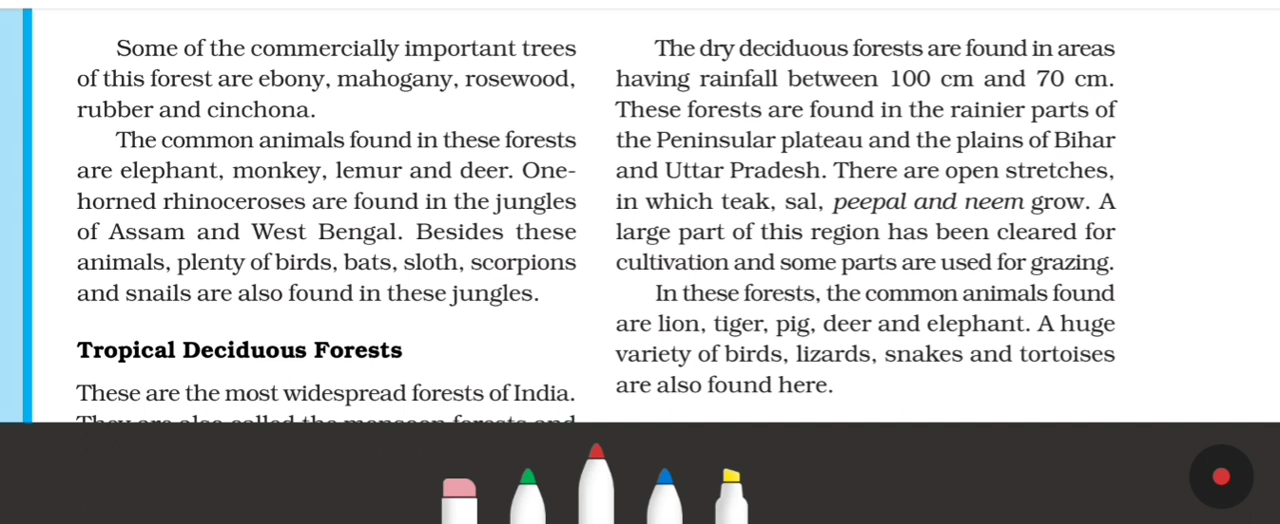 Some of the commercially important trees
of this forest are ebony, mahogany, rosewood,
rubber and cinchona.
The common animals found in these forests
are elephant, monkey, lemur and deer. One-
horned rhinoceroses are found in the jungles
of Assam and West Bengal. Besides these
animals, plenty of birds, bats, sloth, scorpions
and snails are also found in these jungles.
Tropical Deciduous Forests
These are the most widespread forests of India.
They are also called the monsoon forests and
The dry deciduous forests are found in areas
having rainfall between 100 cm and 70 cm.
These forests are found in the rainier parts of
the Peninsular plateau and the plains of Bihar
and Uttar Pradesh. There are open stretches,
in which teak, sal, peepal and neem grow. A
large part of this region has been cleared for
cultivation and some parts are used for grazing.
In these forests, the common animals found
are lion, tiger, pig, deer and elephant. A huge
variety of birds, lizards, snakes and tortoises
are also found here.